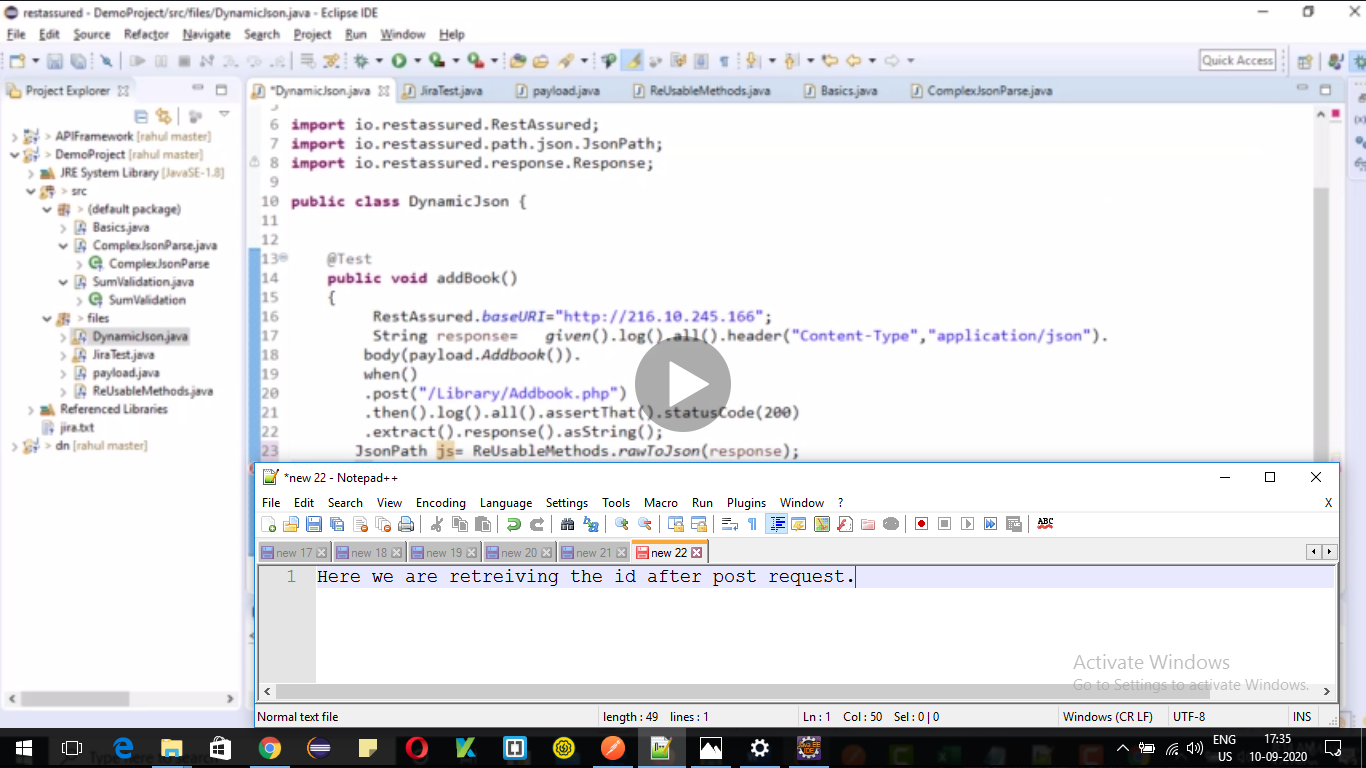 restassured - DemoProject/src/files/DynamicJson.java - Eclipse IDE
File Edit Source Refactor Navigate Search Project Run Window Help
Quick Access
Project Explorer
*DynamicJson.java JiraTest.java payload.java ReUsableMethods.java Basics.java ComplexJsonParse.java
> APIFramework [rahul master]
> DemoProject [rahul master]
JRE System Library [JavaSE-1.8]
> src
> (default package)
Basics.java
ComplexJsonParse.java
ComplexJsonParse
SumValidation.java
SumValidation
> files
DynamicJson.java
JiraTest.java
payload.java
ReUsableMethods.java
Referenced Libraries
jira.txt
> dn [rahul master]
6 import io.restassured.RestAssured;
7 import io.restassured.path.json.JsonPath;
8 import io.restassured.response.Response;
9
10 public class DynamicJson {
11
12
13 @Test
14 public void addBook()
15 {
16 RestAssured.baseURI="http://216.10.245.166";
17 String response= given().log().all().header("Content-Type","application/json").
18 body(payload.Addbook()).
19 when()
20 .post("/Library/Addbook.php")
21 .then().log().all().assertThat().statusCode(200)
22 .extract().response().asString();
23 JsonPath js= ReUsableMethods.rawToJson(response);
*new 22 - Notepad++
File Edit Search View Encoding Language Settings Tools Macro Run Plugins Window ? X
ABC
new 17 new 18 new 19 new 20 new 21 new 22
1 Here we are retreiving the id after post request.
Activate Windows
Go to Settings to activate Windows.
Normal text file length : 49 lines : 1 Ln : 1 Col : 50 Sel : 0 | 0 Windows (CR LF) UTF-8 INS
ENG
US
17:35
10-09-2020